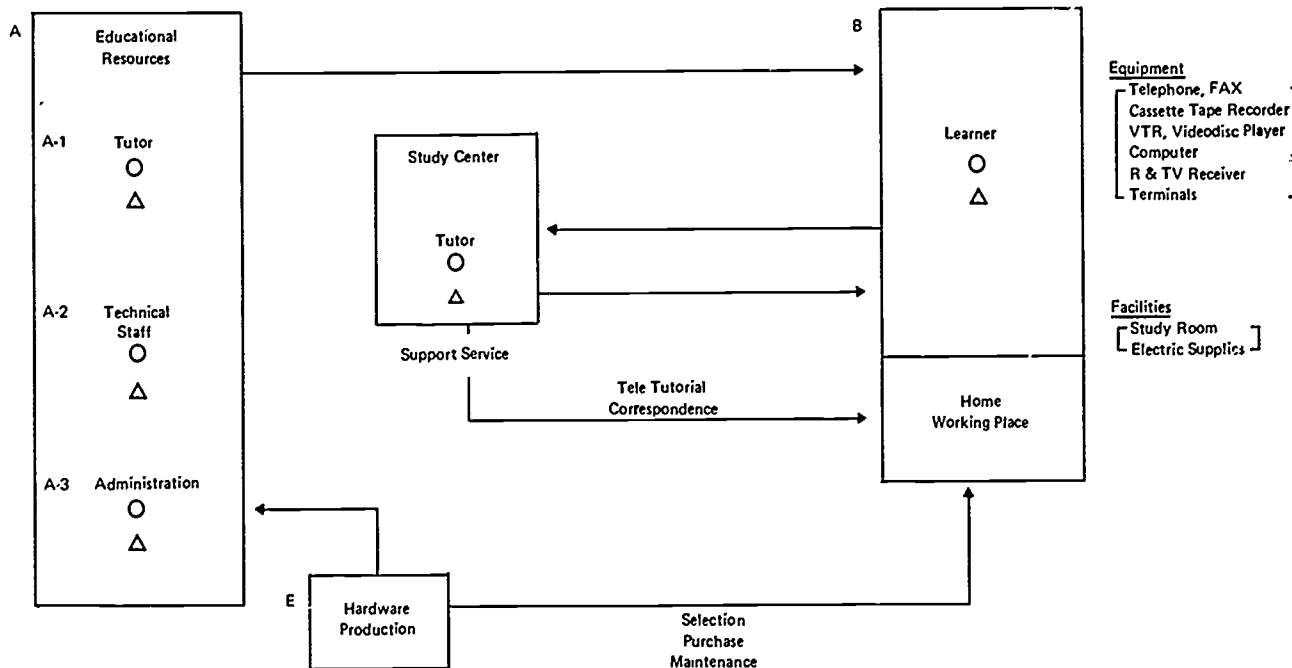 A
Educational
Resources
A-1
Tutor
A-2
Technical
Staff
A-3
Administration
Study Center
Tutor
Support Service
Tele Tutorial
Correspondence
E
Hardware
Production
Selection
Purchase
Maintenance
B
Learner
Home
Working Place
Equipment
Telephone, FAX
Cassette Tape Recorder
VTR, Videodisc Player
Computer
R & TV Receiver
Terminals
Facilities
Study Room
Electric Supplies